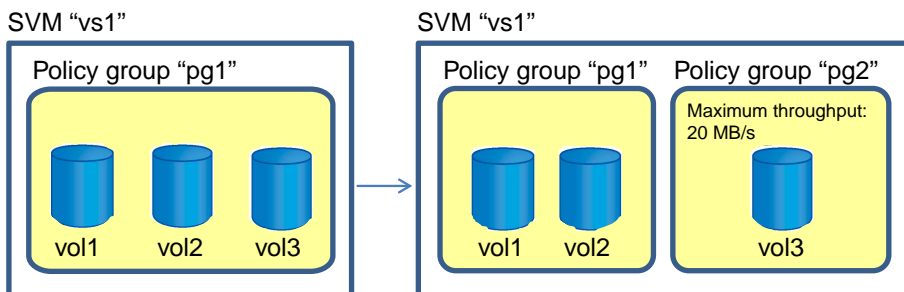 SVM “vs1”
Policy group “pg1”
vol1
vol2
vol3
SVM “vs1”
Policy group “pg1”
vol1
vol2
Policy group “pg2”
Maximum throughput:
20 MB/s
vol3